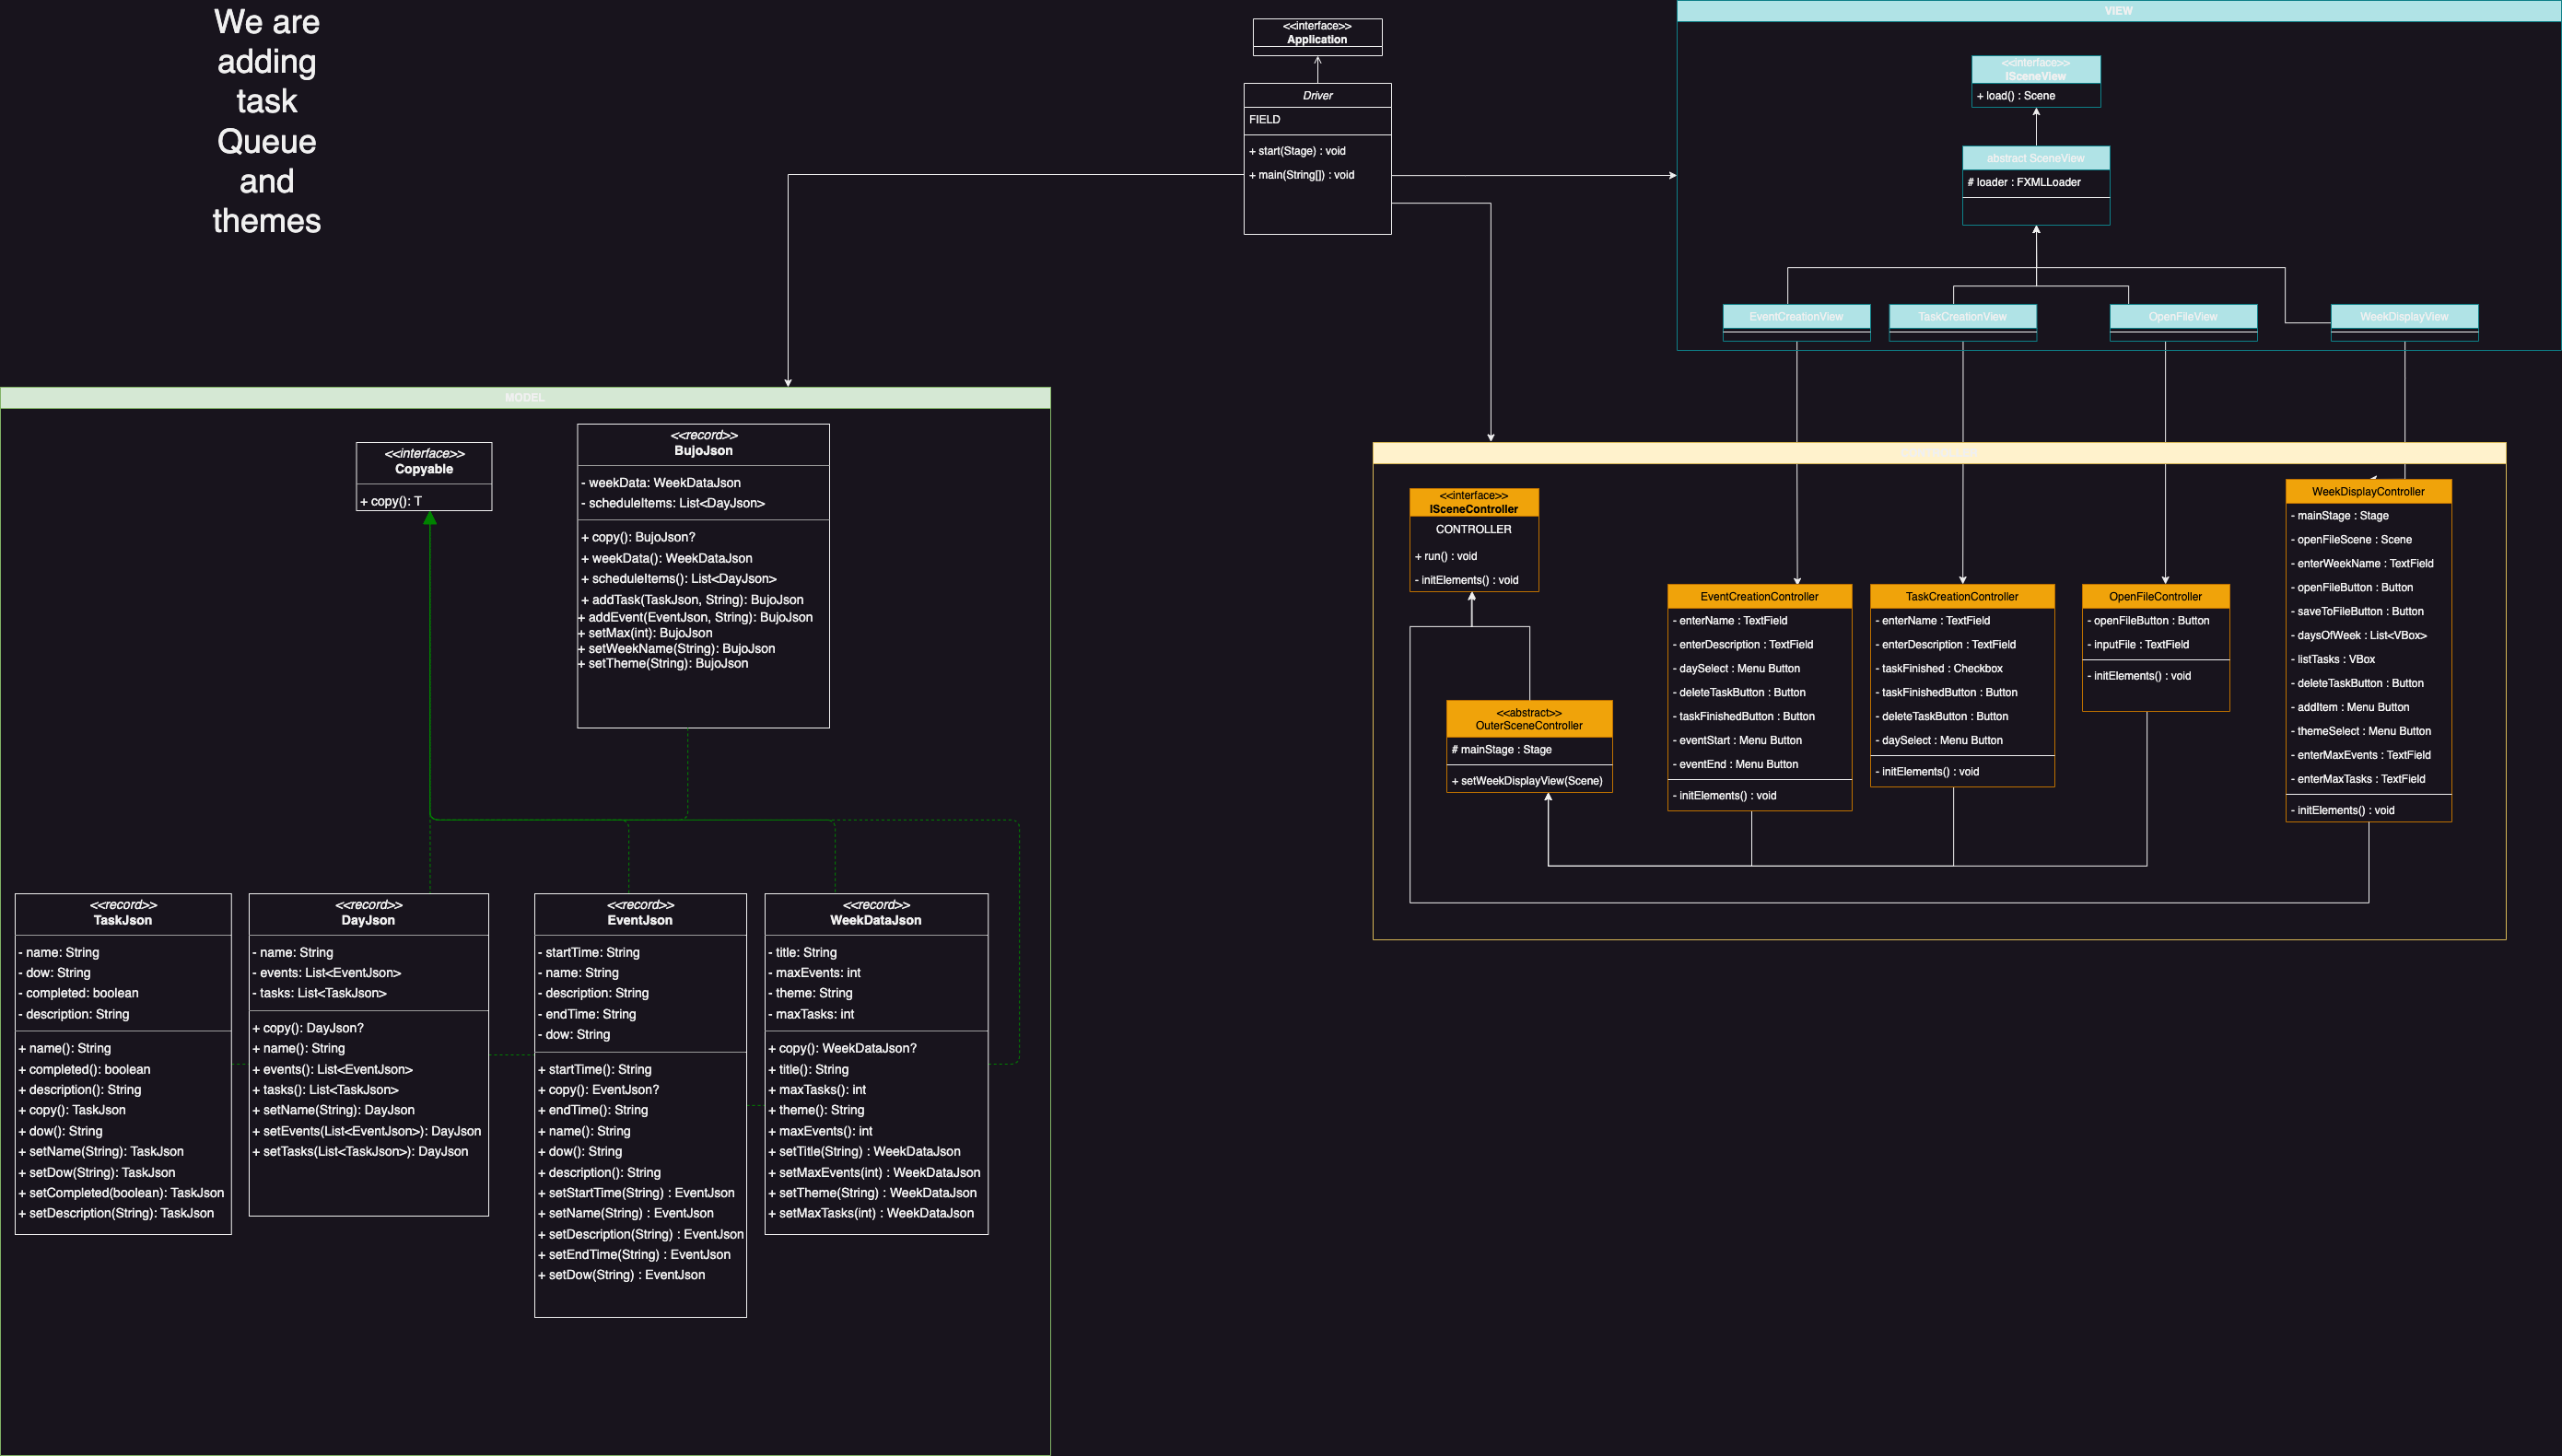 We are
adding
task
Queue
and
themes
<<interface>>
Application
Driver
FIELD
+ start(Stage) : void
+ main(String[]) : void
VIEW
<<interface>>
ISceneView
+ load() : Scene
abstract SceneView
# loader : FXMLLoader
EventCreationView
TaskCreationView
OpenFileView
WeekDisplayView
MODEL
<<interface>>
Copyable
+ copy(): T
<<record>>
BujoJson
- weekData: WeekDataJson
- scheduleItems: List<DayJson>
+ copy(): BujoJson?
+ weekData(): WeekDataJson
+ scheduleItems(): List<DayJson>
+ addTask(TaskJson, String): BujoJson
+ addEvent(EventJson, String): BujoJson
+ setMax(int): BujoJson
+ setWeekName(String): BujoJson
+ setTheme(String): BujoJson
<<record>>
TaskJson
- name: String
- dow: String
- completed: boolean
- description: String
+ name(): String
+ completed(): boolean
+ description(): String
+ copy(): TaskJson
+ dow(): String
+ setName(String): TaskJson
+ setDow(String): TaskJson
+ setCompleted(boolean): TaskJson
+ setDescription(String): TaskJson
<<record>>
DayJson
- name: String
- events: List<EventJson>
- tasks: List<TaskJson>
+ copy(): DayJson?
+ name(): String
+ events(): List<EventJson>
+ tasks(): List<TaskJson>
+ setName(String): DayJson
+ setEvents(List<EventJson>): DayJson
+ setTasks(List<TaskJson>): DayJson
<<record>>
EventJson
- startTime: String
- name: String
- description: String
- endTime: String
- dow: String
+ startTime(): String
+ copy(): EventJson?
+ endTime(): String
+ name(): String
+ dow(): String
+ description(): String
+ setStartTime(String) : EventJson
+ setName(String) : EventJson
+ setDescription(String) : EventJson
+ setEndTime(String) : EventJson
+ setDow(String) : EventJson
<<record>>
WeekDataJson
- title: String
- maxEvents: int
- theme: String
- maxTasks: int
+ copy(): WeekDataJson?
+ title(): String
+ maxTasks(): int
+ theme(): String
+ maxEvents(): int
+ setTitle(String) : WeekDataJson
+ setMaxEvents(int) : WeekDataJson
+ setTheme(String) : WeekDataJson
+ setMaxTasks(int) : WeekDataJson
<<interface>>
ISceneController
CONTROLLER
+ run() : void
- initElements() : void
<<abstract>>
OuterSceneController
# mainStage : Stage
+ setWeekDisplayView(Scene)
EventCreationController
- enterName : TextField
- enterDescription : TextField
- daySelect : Menu Button
- deleteTaskButton : Button
- taskFinishedButton : Button
- eventStart : Menu Button
- eventEnd : Menu Button
- initElements() : void
TaskCreationController
- enterName : TextField
- enterDescription : TextField
- taskFinished : Checkbox
- taskFinishedButton : Button
- deleteTaskButton : Button
- daySelect : Menu Button
- initElements() : void
OpenFileController
- openFileButton : Button
- inputFile : TextField
- initElements() : void
WeekDisplayController
- mainStage : Stage
- openFileScene : Scene
- enterWeekName : TextField
- openFileButton : Button
- saveToFileButton : Button
- daysOfWeek : List<VBox>
- listTasks : VBox
- deleteTaskButton : Button
- addItem : Menu Button
- themeSelect : Menu Button
- enterMaxEvents : TextField
- enterMaxTasks : TextField
- initElements() : void